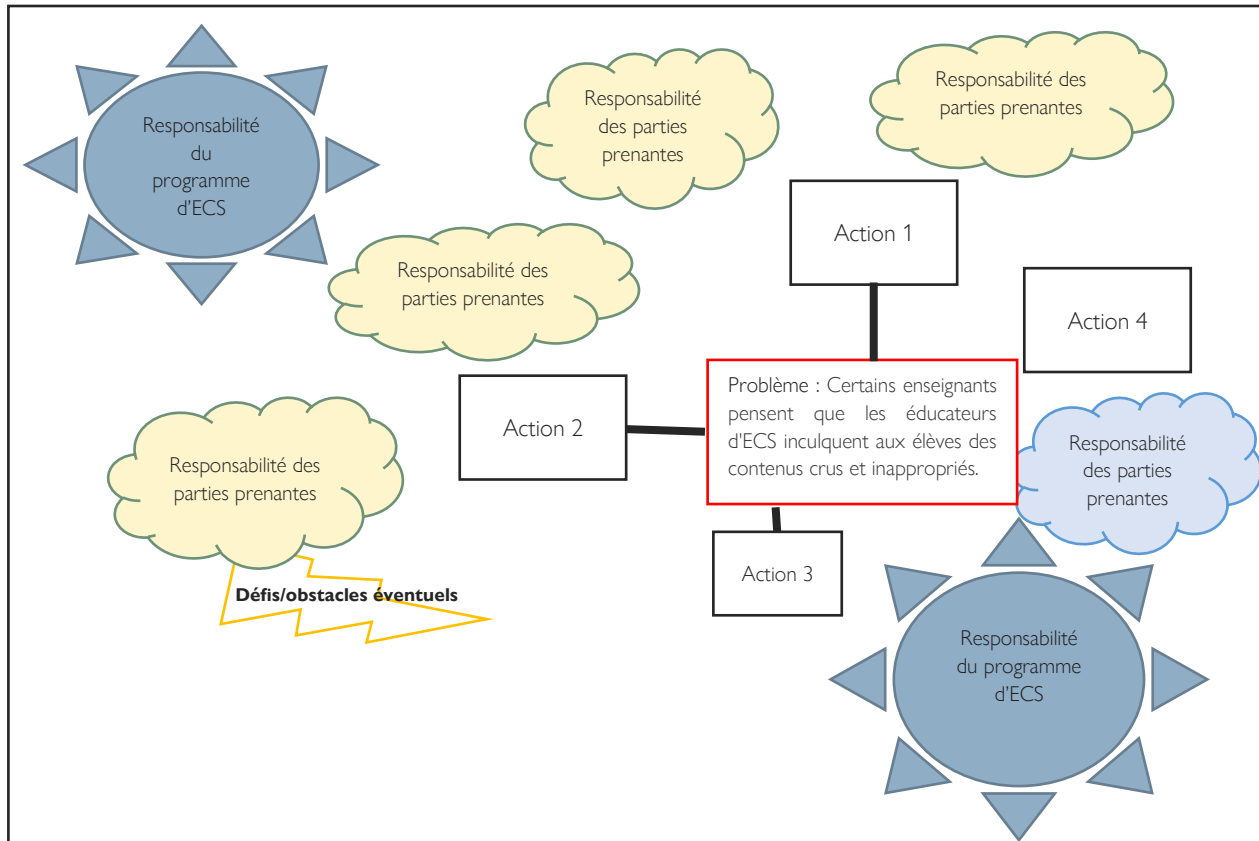 Responsabilité
du
programme
d'ECS
Responsabilité
des parties
prenantes
Responsabilité des
parties prenantes
Action 1
Responsabilité des
parties prenantes
Action 4
Action 2
Problème : Certains enseignants
pensent que les éducateurs
d'ECS inculquent aux élèves des
contenus crus et inappropriés.
Responsabilité
des parties
prenantes
Responsabilité des
parties prenantes
Action 3
Défis/obstacles éventuels
Responsabilité
du programme
d'ECS